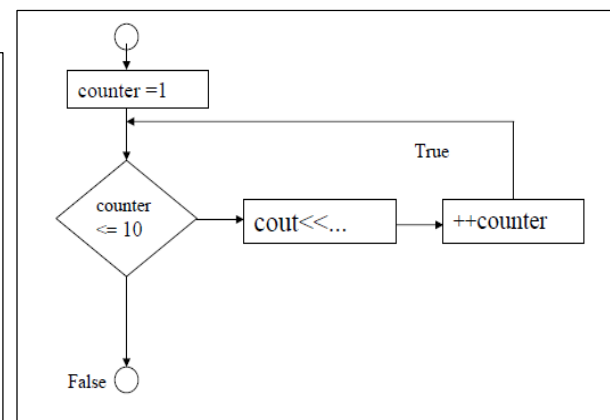 counter =1
True
counter
<= 10
cout<<...
++counter
False